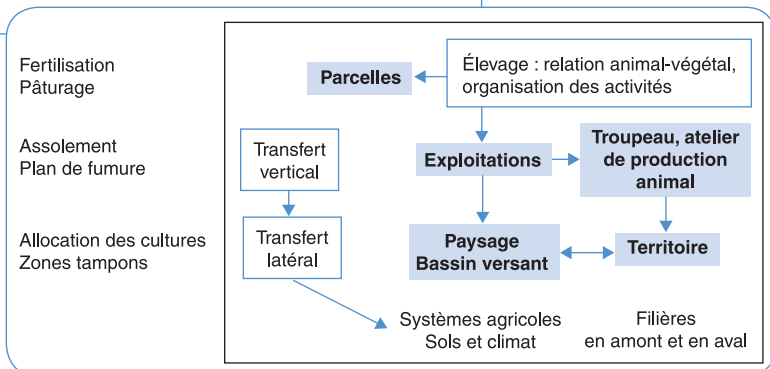 Fertilisation
Pâturage
Parcelles
Élevage : relation animal-végétal,
organisation des activités
Assolement
Plan de fumure
Transfert
vertical
Exploitations
Troupeau, atelier
de production
animal
Allocation des cultures
Zones tampons
Transfert
latéral
Paysage
Bassin versant
Territoire
Systèmes agricoles
Sols et climat
Filières
en amont et en aval